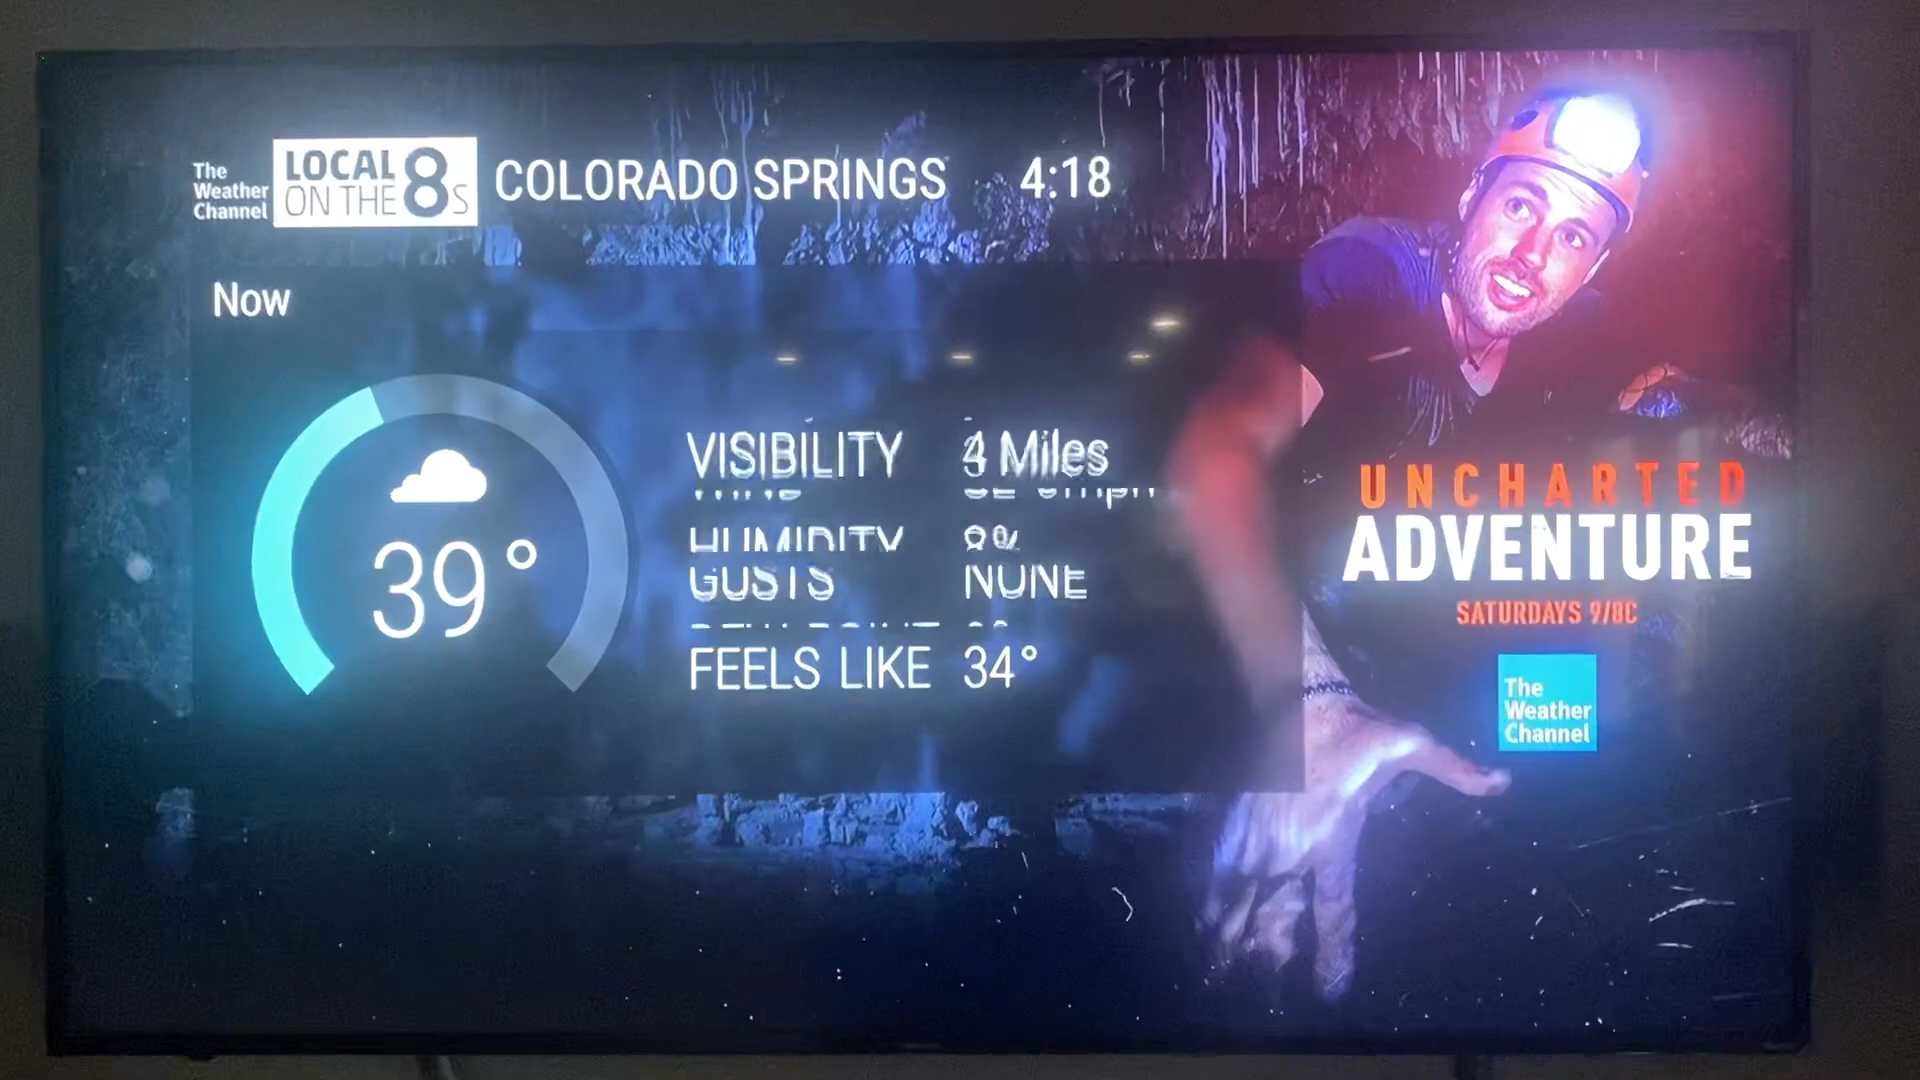 The
Weather
Channel
LOCAL
ON THE 8s
COLORADO SPRINGS 4:18
Now
39°
VISIBILITY Miles
HUMIDITY
GUSTS NONE
FEELS LIKE 34°
UNCHARTED
ADVENTURE
SATURDAYS 9/8C
The
Weather
Channel